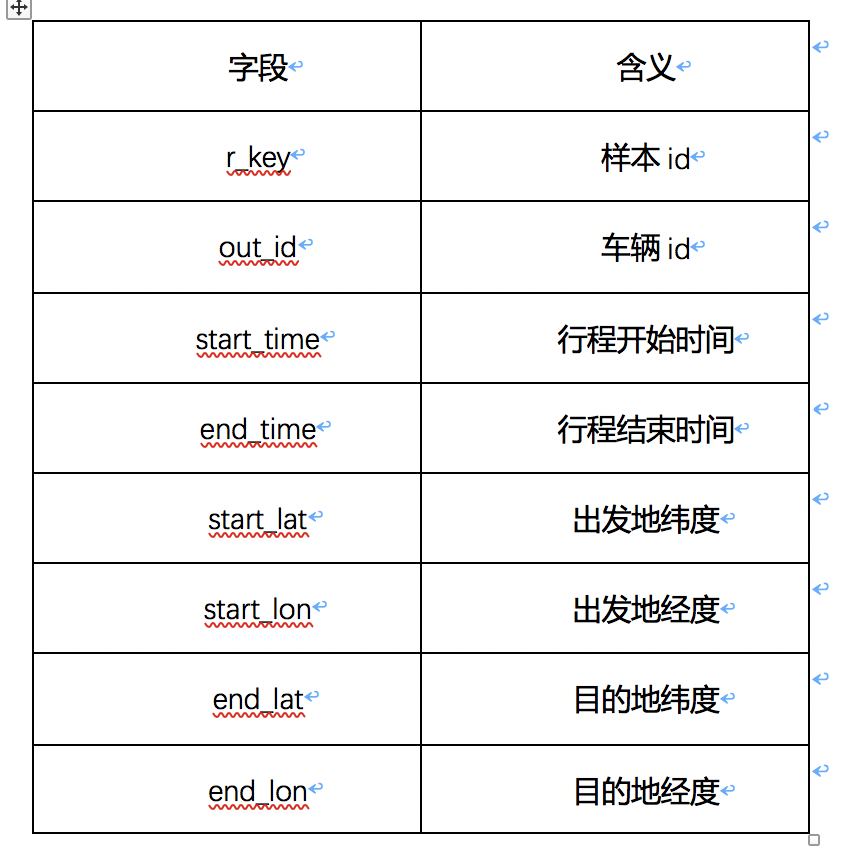 字段 含义
r_key 样本 id
out_id 车辆 id
start_time 行程开始时间
end_time 行程结束时间
start_lat 出发地纬度
start_lon 出发地经度
end_lat 目的地纬度
end_lon 目的地经度